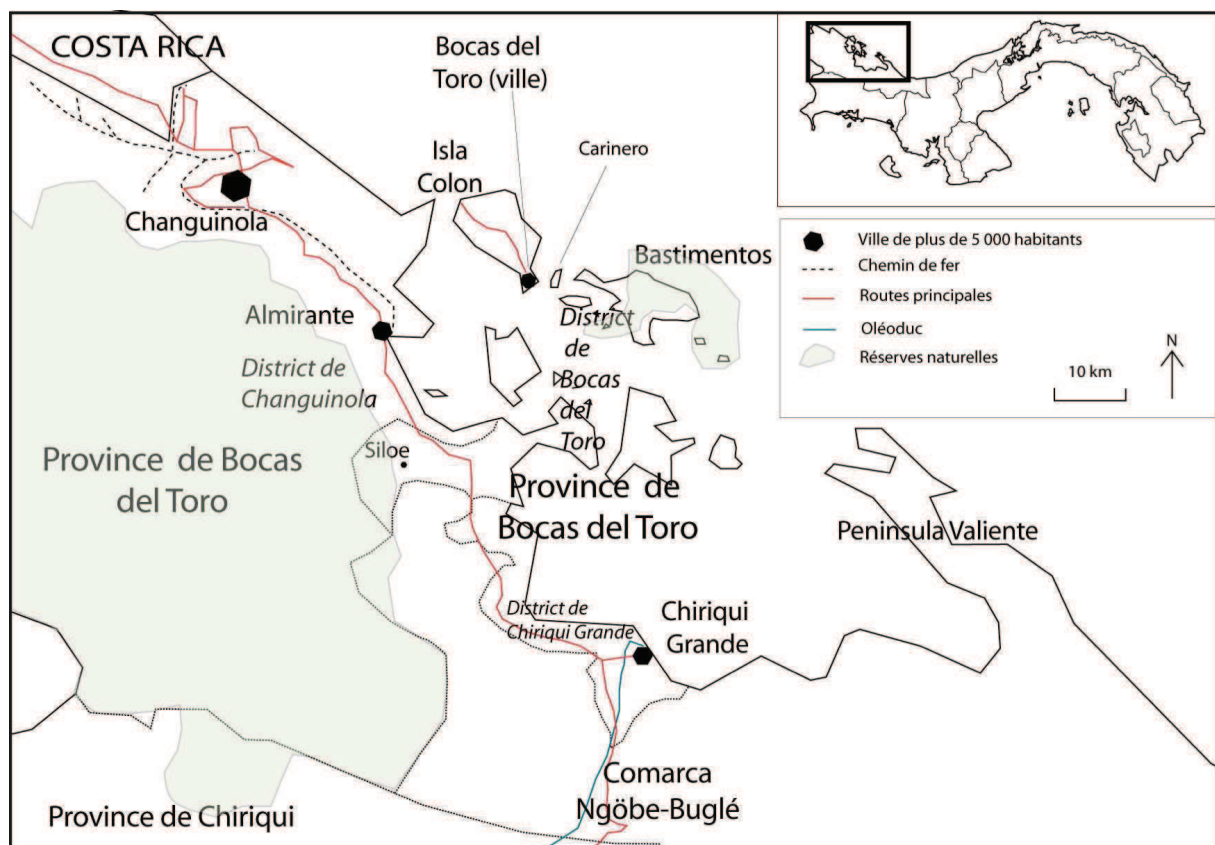 COSTA RICA
Bocas del
Toro (ville)
Isla
Colon
Carinero
Changuinola
Bastimentos
Almirante
District de
Changuinola
District
de
Bocas
del
Toro
Siloe
Province de Bocas
del Toro
Province de
Bocas del Toro
Peninsula Valiente
District de
Chiriqui Grande
Chiriqui
Grande
Comarca
Ngöbe-Buglé
Province de Chiriqui
Ville de plus de 5 000 habitants
Chemin de fer
Routes principales
Oléoduc
Réserves naturelles
10 km
N